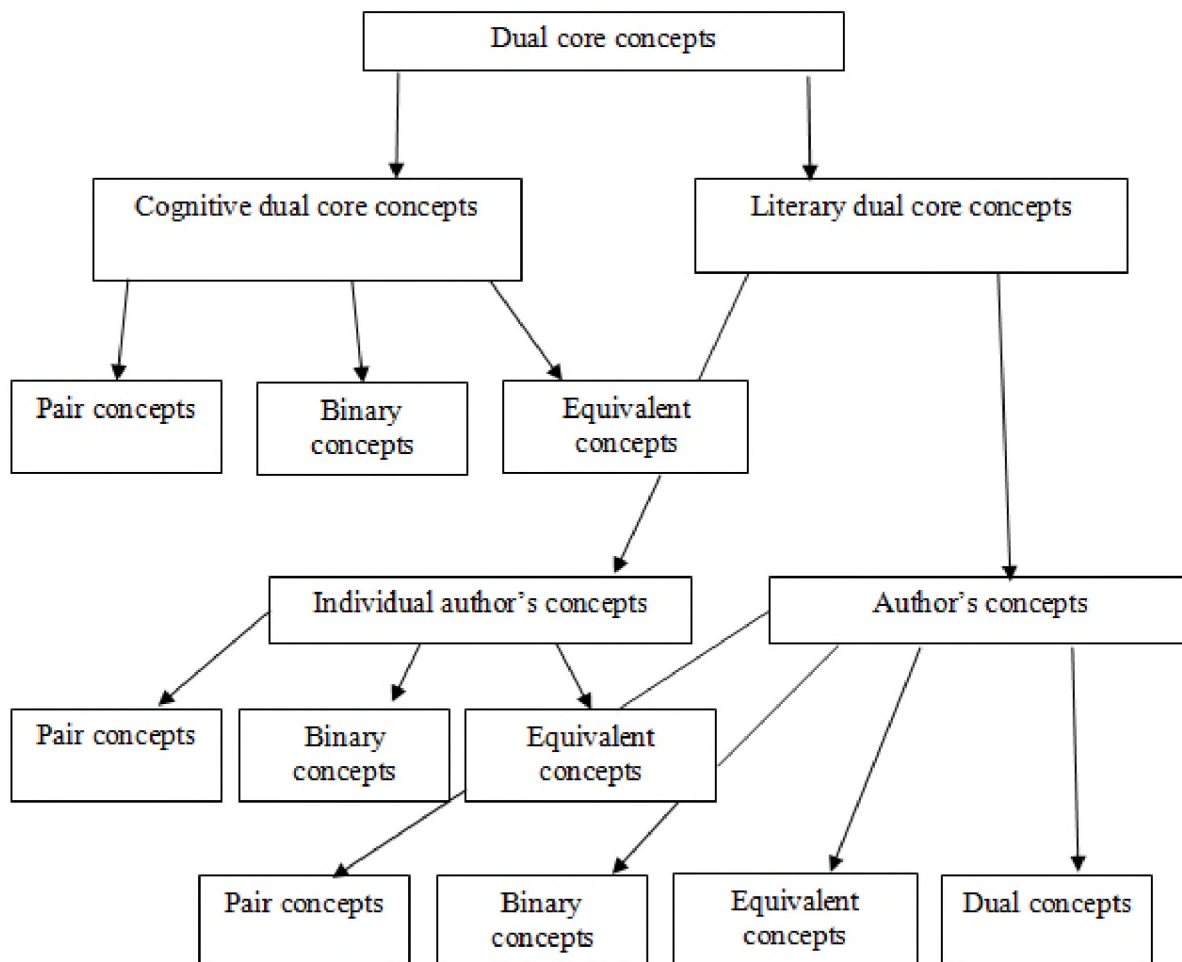 Dual core concepts
Cognitive dual core concepts
Literary dual core concepts
Pair concepts
Binary
concepts
Equivalent
concepts
Individual author’s concepts
Author’s concepts
Pair concepts
Binary
concepts
Equivalent
concepts
Pair concepts
Binary
concepts
Equivalent
concepts
Dual concepts